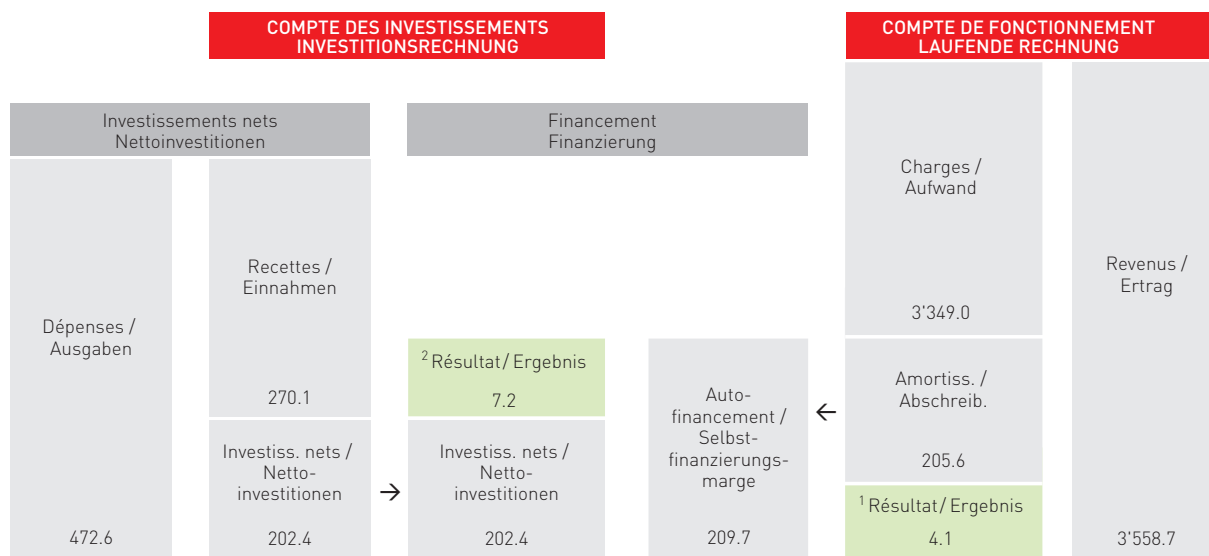 COMPTE DES INVESTISSEMENTS
INVESTITIONSRECHNUNG
COMPTE DE FONCTIONNEMENT
LAUFENDE RECHNUNG
Investissements nets
Nettoinvestitionen
Financement
Finanzierung
Dépenses /
Ausgaben
472.6
Recettes /
Einnahmen
270.1
Investiss. nets /
Netto-
investitionen
202.4
→
2 Résultat / Ergebnis
7.2
Investiss. nets /
Netto-
investitionen
202.4
Auto-
financement /
Selbst-
finanzierungs-
marge
209.7
←
Charges /
Aufwand
3'349.0
Amortiss. /
Abschreib.
205.6
1 Résultat / Ergebnis
4.1
Revenus /
Ertrag
3'558.7